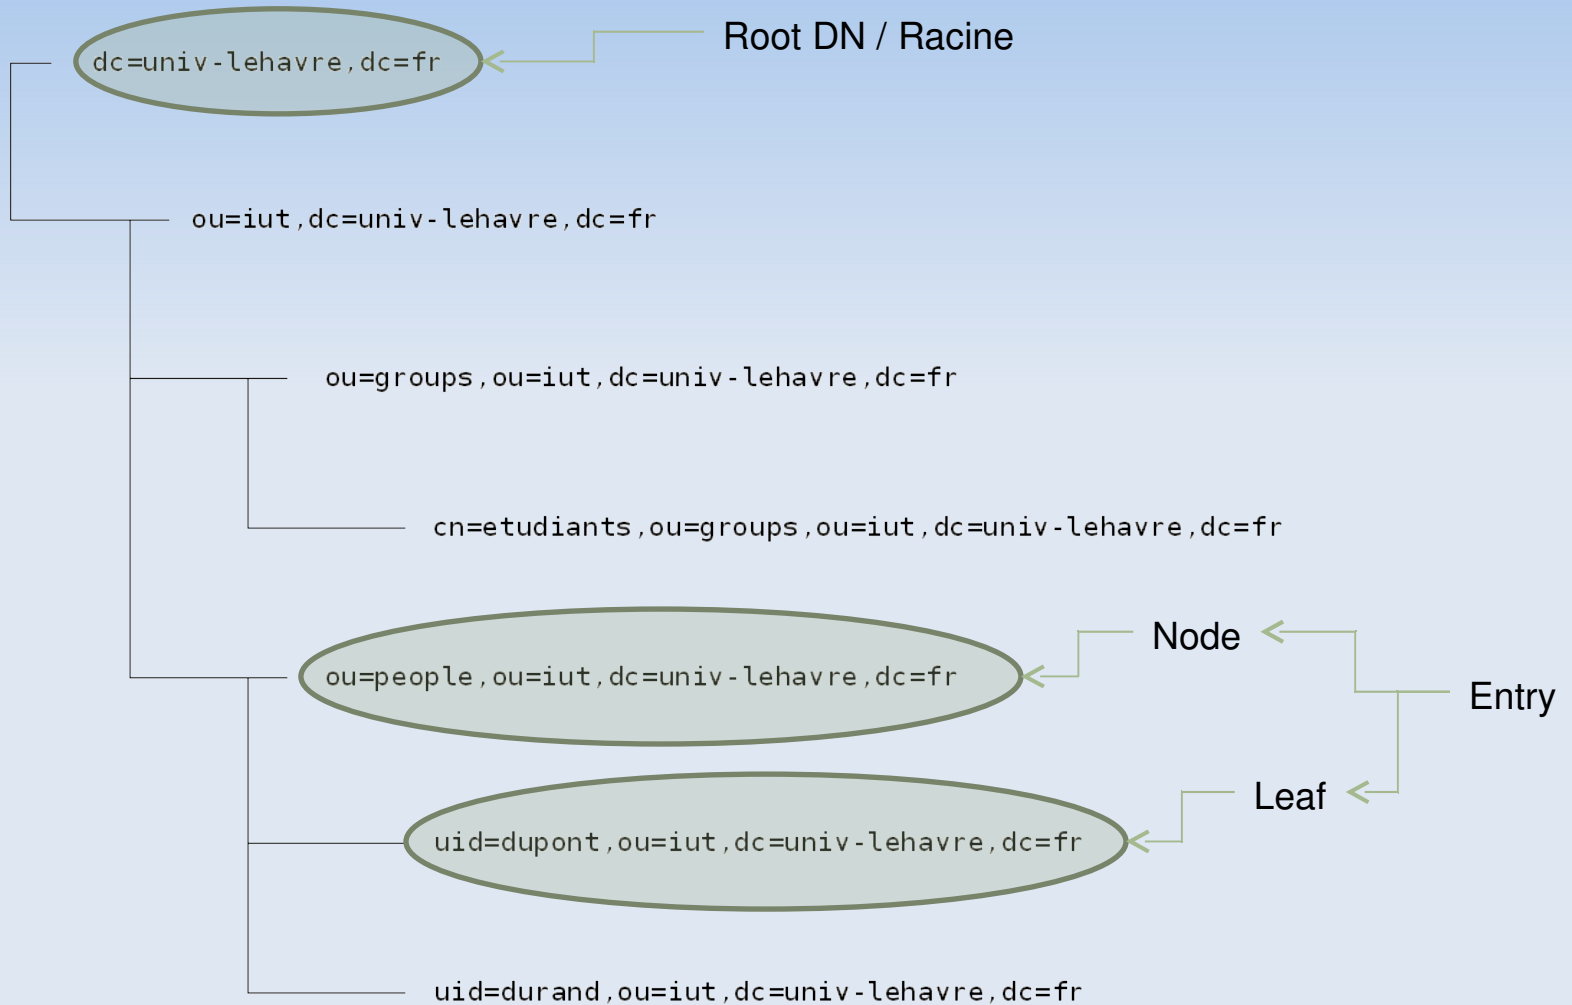 Root DN / Racine
dc=univ-lehavre,dc=fr
ou=iut,dc=univ-lehavre,dc=fr
ou=groups,ou=iut,dc=univ-lehavre,dc=fr
cn=etudiants,ou=groups,ou=iut,dc=univ-lehavre,dc=fr
Node
ou=people,ou=iut,dc=univ-lehavre,dc=fr
Entry
Leaf
uid=dupont,ou=iut,dc=univ-lehavre,dc=fr
uid=durand,ou=iut,dc=univ-lehavre,dc=fr